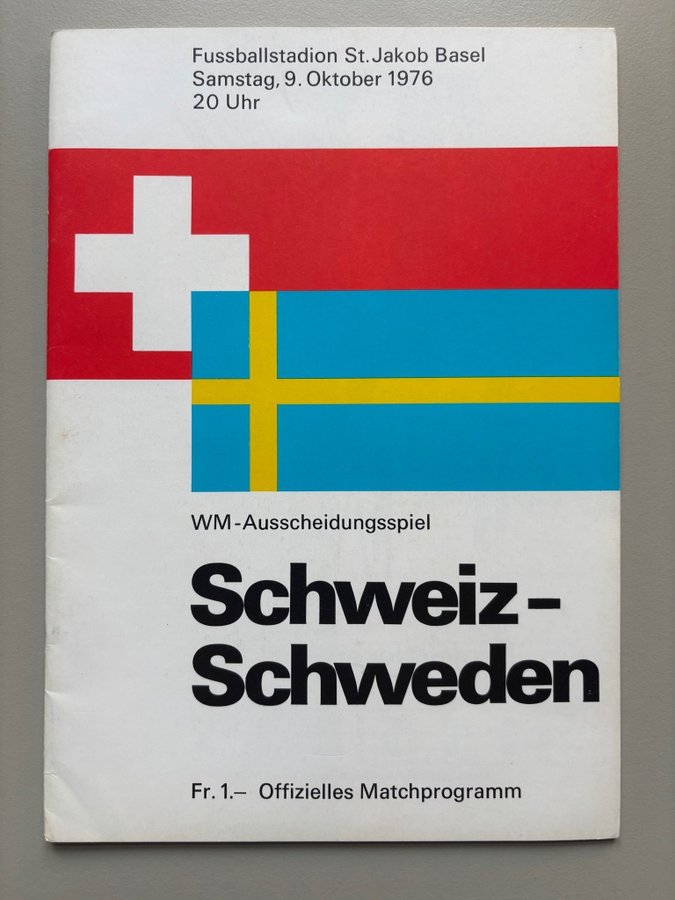 Fussballstadion St. Jakob Basel
Samstag, 9. Oktober 1976
20 Uhr
WM-Ausscheidungsspiel
Schweiz-
Schweden
Fr. 1.– Offizielles Matchprogramm